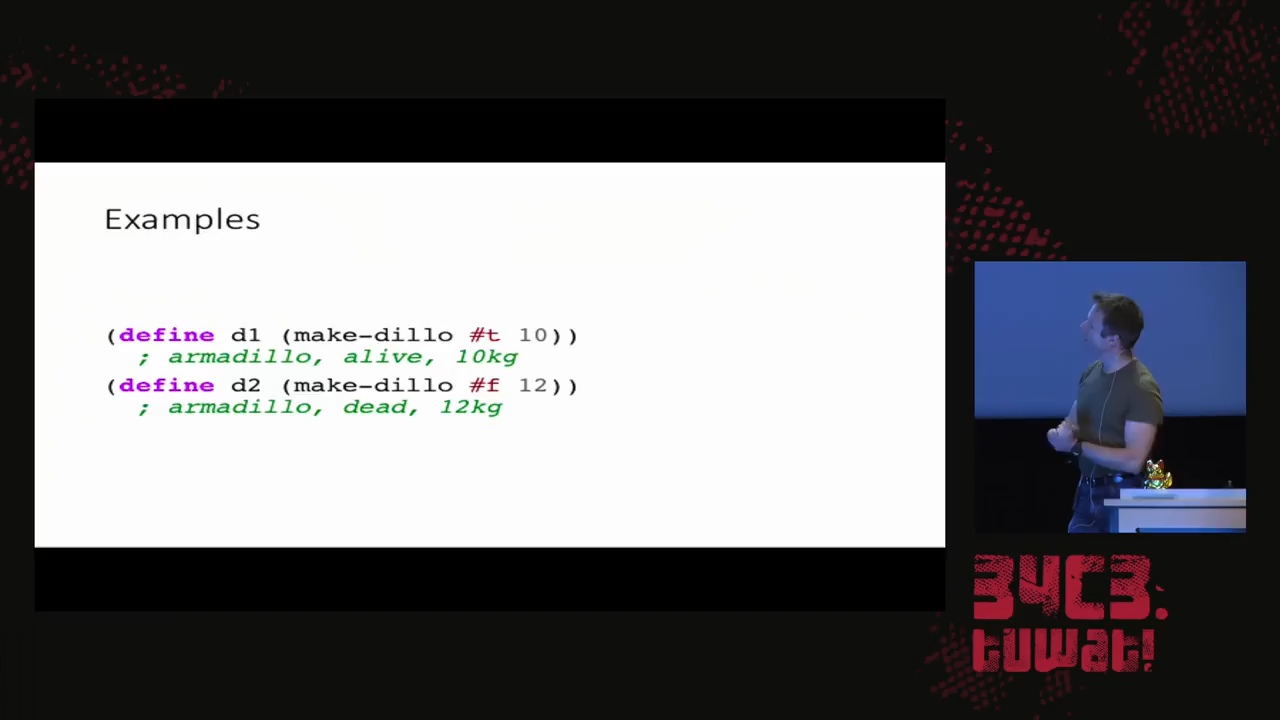 Examples
(define d1 (make-dillo #t 10))
; armadillo, alive, 10kg
(define d2 (make-dillo #f 12))
; armadillo, dead, 12kg
34C3.
tuwat!